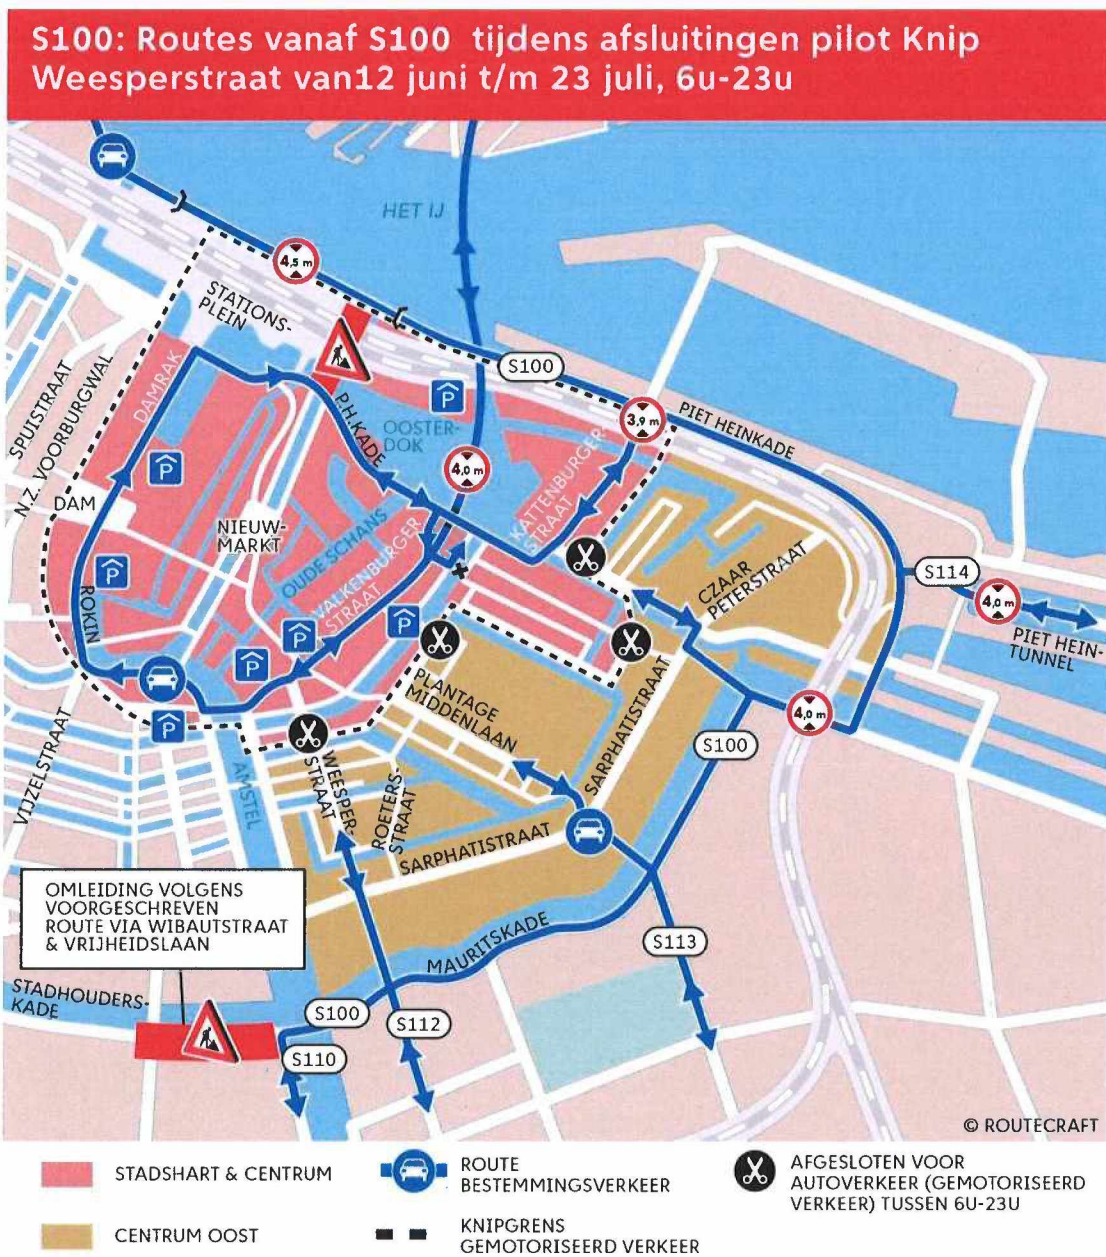 S100: Routes vanaf S100 tijdens afsluitingen pilot Knip
Weesperstraat van12 juni t/m 23 juli, 6u-23u
HET IJ
4,5 m
STATIONS-
PLEIN
S100
DAMRAK
SPUISTRAAT
N.Z. VOORBURGWAL
P
P.H.KADE
OOSTER-
DOK
3,9 m
PIET HEINKADE
KATTENBURGER-
STRAAT
4,0 m
P
DAM
NIEUW-
MARKT
OUDE SCHANS
VALKENBURGER
STRAAT
CZAAR
PETERSTRAAT
S114
4,0 m
PIET HEIN-
TUNNEL
P
ROKIN
P
P
P
P
PLANTAGE
MIDDENLAAN
SARPHATISTRAAT
4,0 m
S100
VIJZELSTRAAT
AMSTEL
WEESPER-
STRAAT
ROETERS-
STRAAT
SARPHATISTRAAT
OMLEIDING VOLGENS
VOORGESCHREVEN
ROUTE VIA WIBAUTSTRAAT
& VRIJHEIDSLAAN
MAURITSKADE
S113
STADHOUDERS-
KADE
S100
S112
S110
© ROUTECRAFT
STADSHART & CENTRUM
CENTRUM OOST
ROUTE
BESTEMMINGSVERKEER
KNIPGRENS
GEMOTORISEERD VERKEER
AFGESLOTEN VOOR
AUTOVERKEER (GEMOTORISEERD
VERKEER) TUSSEN 6U-23U